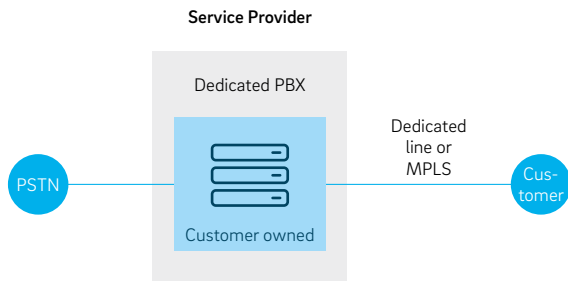 Service Provider
Dedicated PBX
Dedicated
line or
MPLS
PSTN
Cus-
tomer
Customer owned